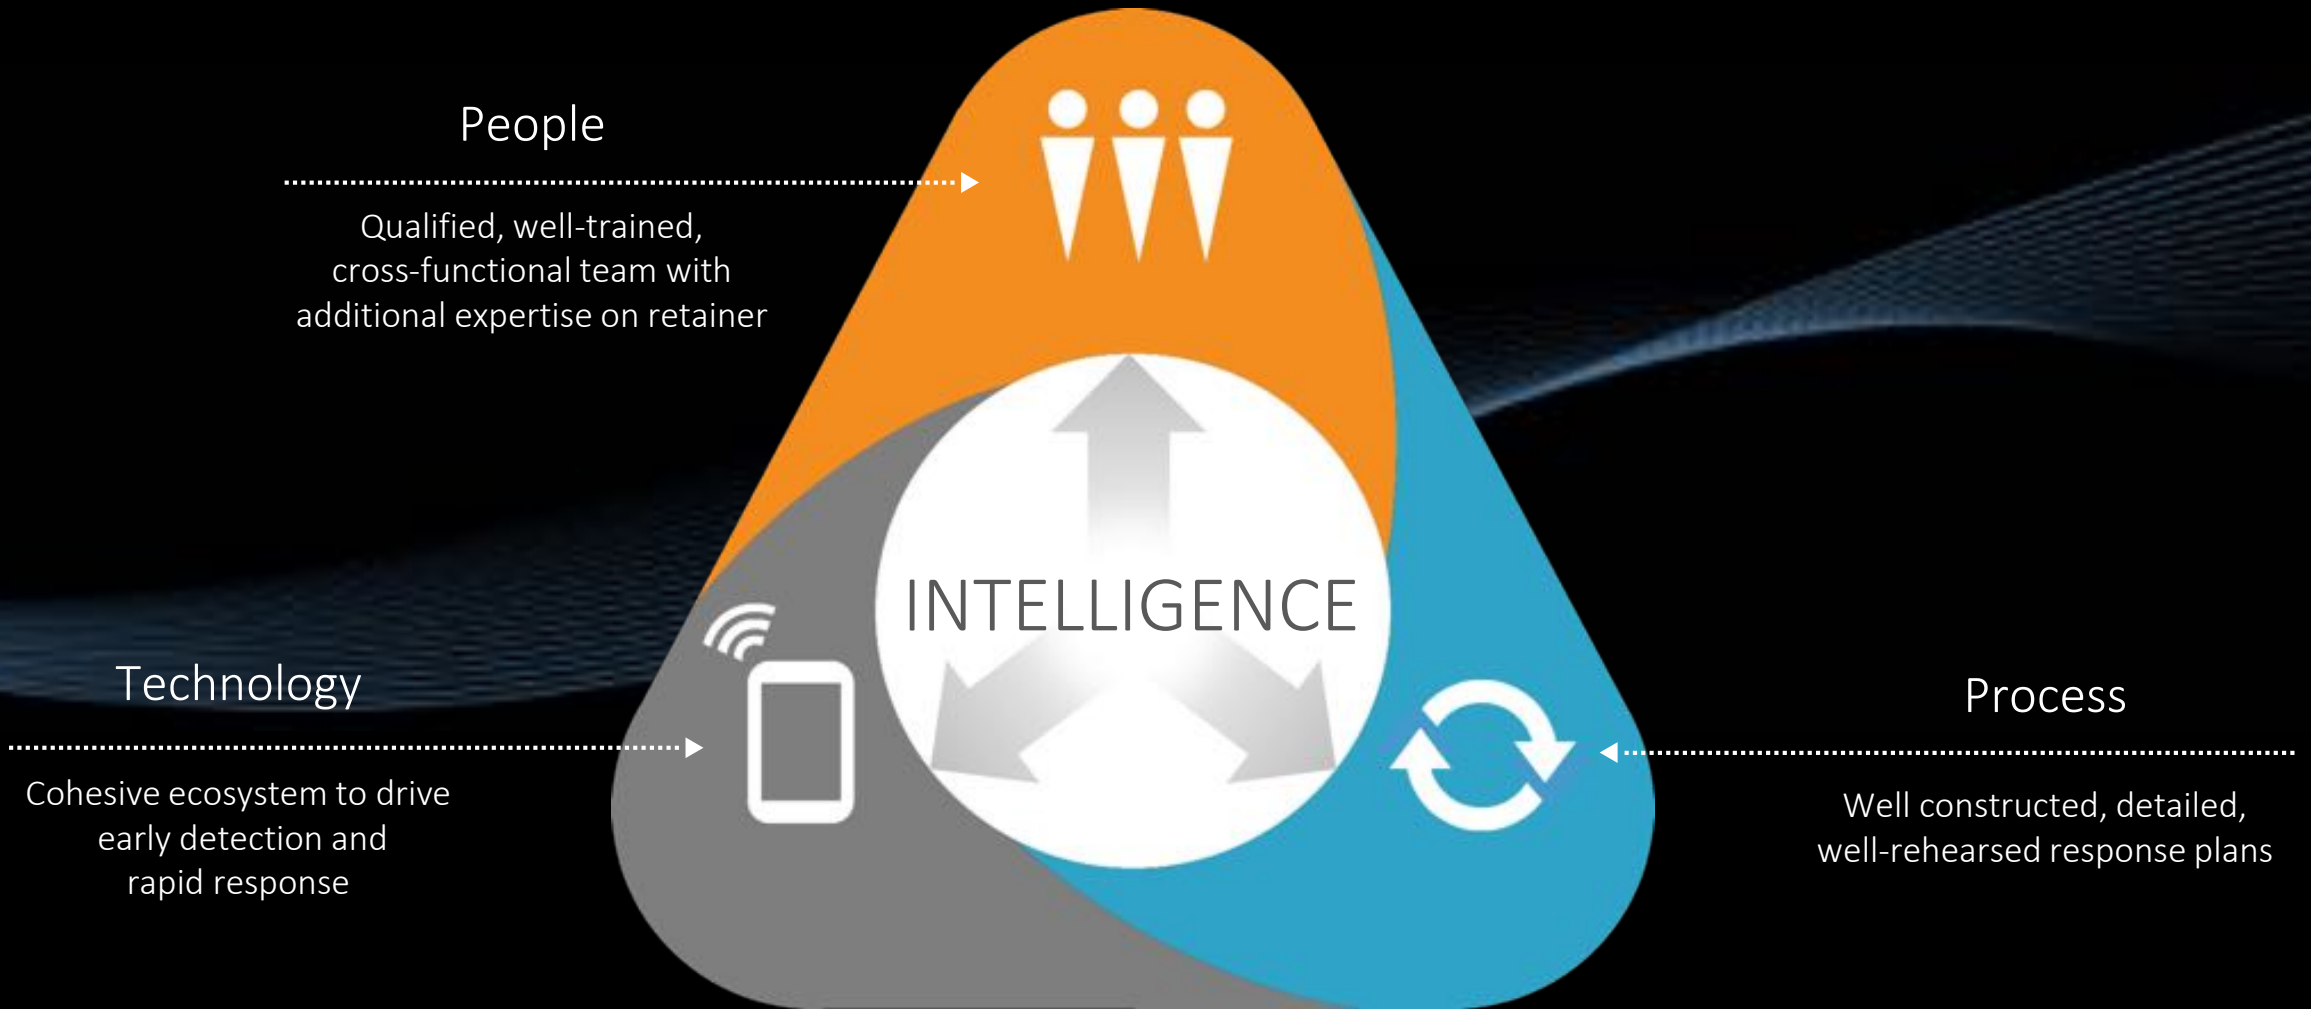 People
Qualified, well-trained,
cross-functional team with
additional expertise on retainer
INTELLIGENCE
Technology
Cohesive ecosystem to drive
early detection and
rapid response
Process
Well constructed, detailed,
well-rehearsed response plans